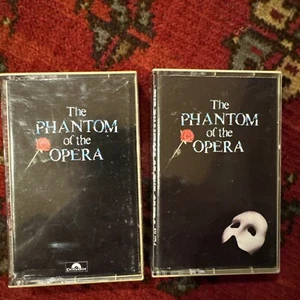 The
PHANTOM
of the
OPERA
The
PHANTOM
of the
OPERA